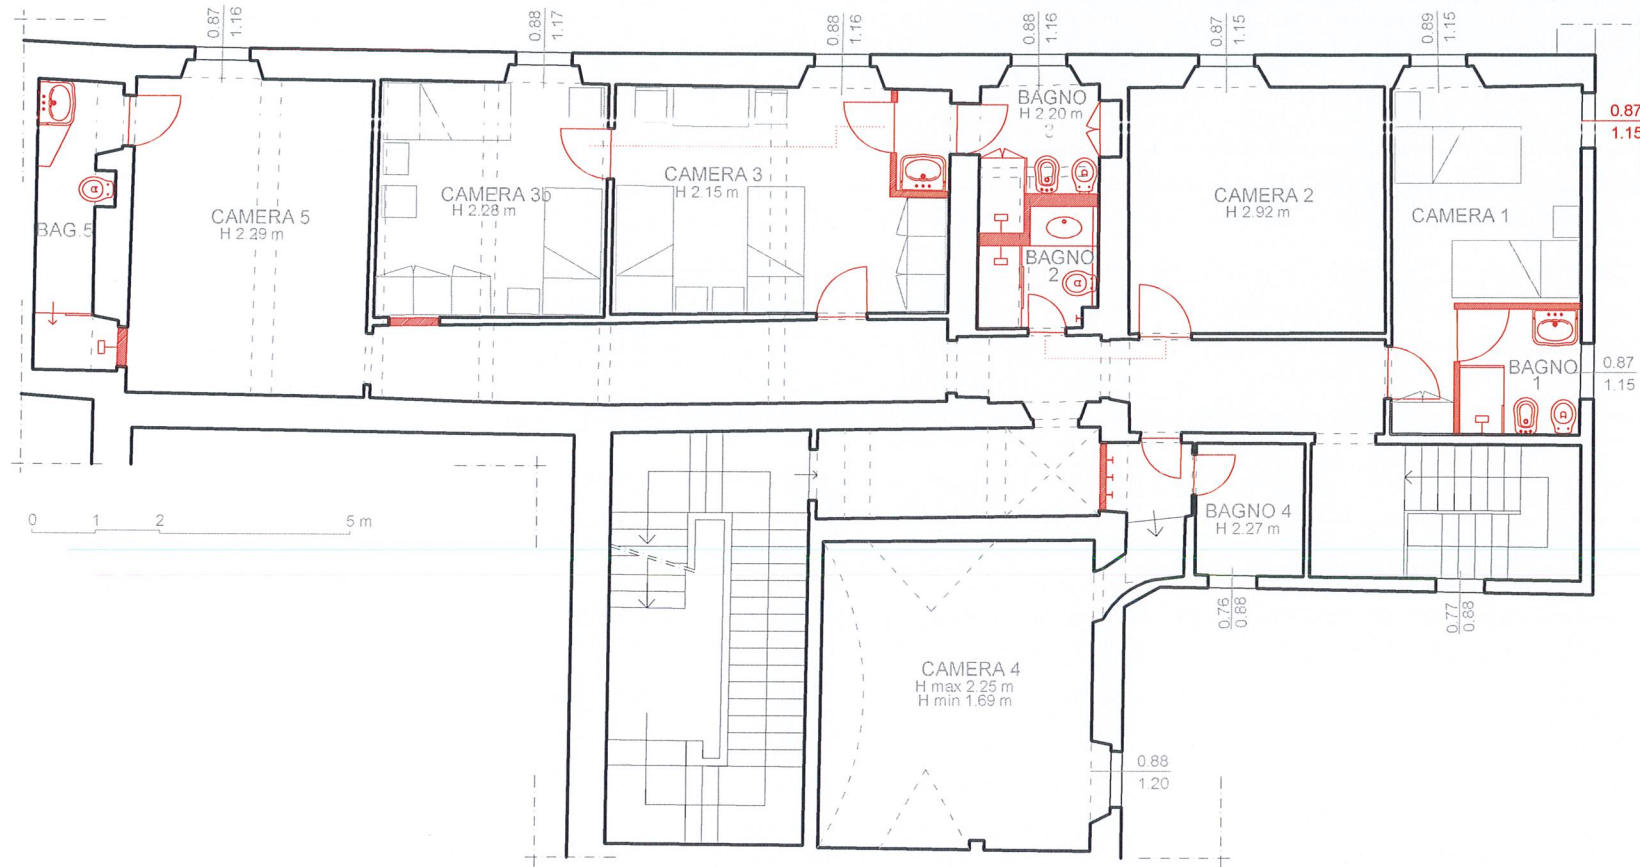 0.87
1.16
0.88
1.17
0.88
1.16
0.88
1.16
0.87
1.15
0.89
1.15
0.87
1.15
BAGNO
H 2.20 m
3
CAMERA 3
H 2.15 m
CAMERA 3b
H 2.28 m
CAMERA 2
H 2.92 m
CAMERA 5
H 2.29 m
CAMERA 1
BAG.5
BAGNO
2
BAGNO
1
0.87
1.15
BAGNO 4
H 2.27 m
0 1 2 5 m
0.76
0.88
0.77
0.88
CAMERA 4
H max 2.25 m
H min 1.69 m
0.88
1.20